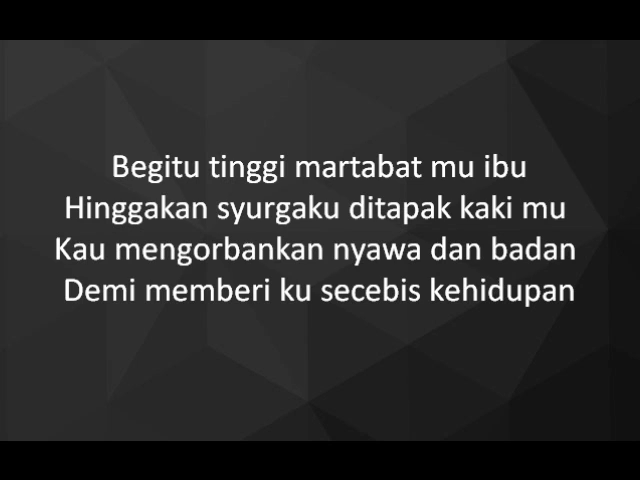 Begitu tinggi martabat mu ibu
Hinggakan syurgaku ditapak kaki mu
Kau mengorbankan nyawa dan badan
Demi memberi ku secebis kehidupan